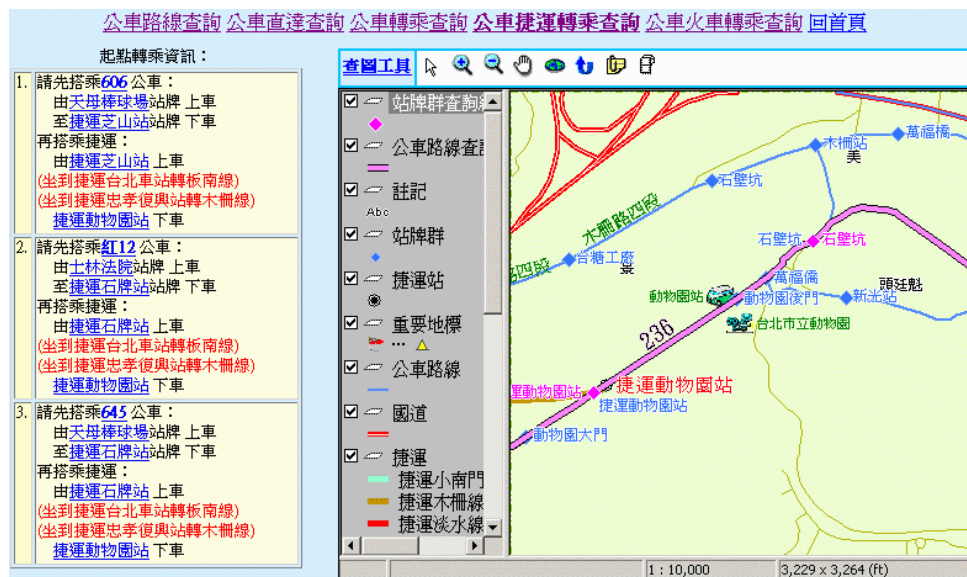 公車路線查詢 公車直達查詢 公車轉乘查詢 公車捷運轉乘查詢 公車火車轉乘查詢 回首頁
起點轉乘資訊：
1. 請先搭乘606公車：
由天母棒球場站牌 上車
至捷運芝山站站牌 下車
再搭乘捷運：
由捷運芝山站 上車
(坐到捷運台北車站轉板南線)
(坐到捷運忠孝復興站轉木柵線)
捷運動物園站 下車
2. 請先搭乘紅12公車：
由士林法院站牌 上車
至捷運石牌站站牌 下車
再搭乘捷運：
由捷運石牌站 上車
(坐到捷運台北車站轉板南線)
(坐到捷運忠孝復興站轉木柵線)
捷運動物園站 下車
3. 請先搭乘645公車：
由天母棒球場站牌 上車
至捷運石牌站站牌 下車
再搭乘捷運：
由捷運石牌站 上車
(坐到捷運台北車站轉板南線)
(坐到捷運忠孝復興站轉木柵線)
捷運動物園站 下車
查圖工具
站牌群查詢
公車路線查
註記
Abc
站牌群
捷運站
重要地標
公車路線
國道
捷運
捷運小南門
捷運木柵線
捷運淡水線
萬福橋
木柵站
美
石壁坑
木柵路四段
石壁坑
石壁坑
台糖工廠
景
路四段
萬福橋
頭廷魁
動物園站
動物園後門
新光站
台北市立動物園
236
捷運動物園站
運動物園站
捷運動物園站
動物園大門
1 : 10,000
3,229 x 3,264 (ft)